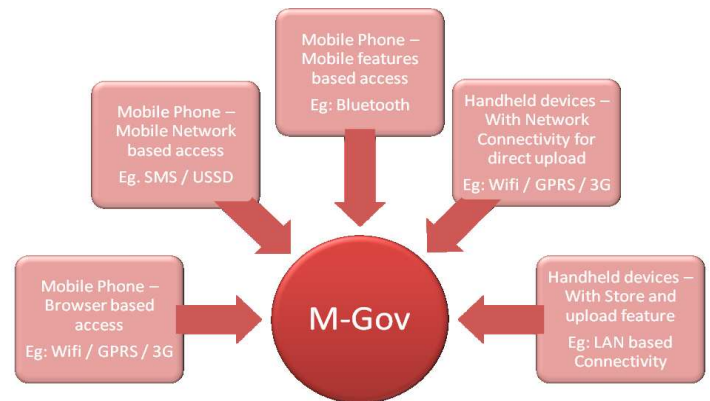 Mobile Phone –
Browser based
access
Eg: Wifi / GPRS / 3G
Mobile Phone –
Mobile Network
based access
Eg. SMS / USSD
Mobile Phone –
Mobile features
based access
Eg: Bluetooth
Handheld devices –
With Network
Connectivity for
direct upload
Eg: Wifi / GPRS / 3G
Handheld devices –
With Store and
upload feature
Eg: LAN based
Connectivity
M-Gov